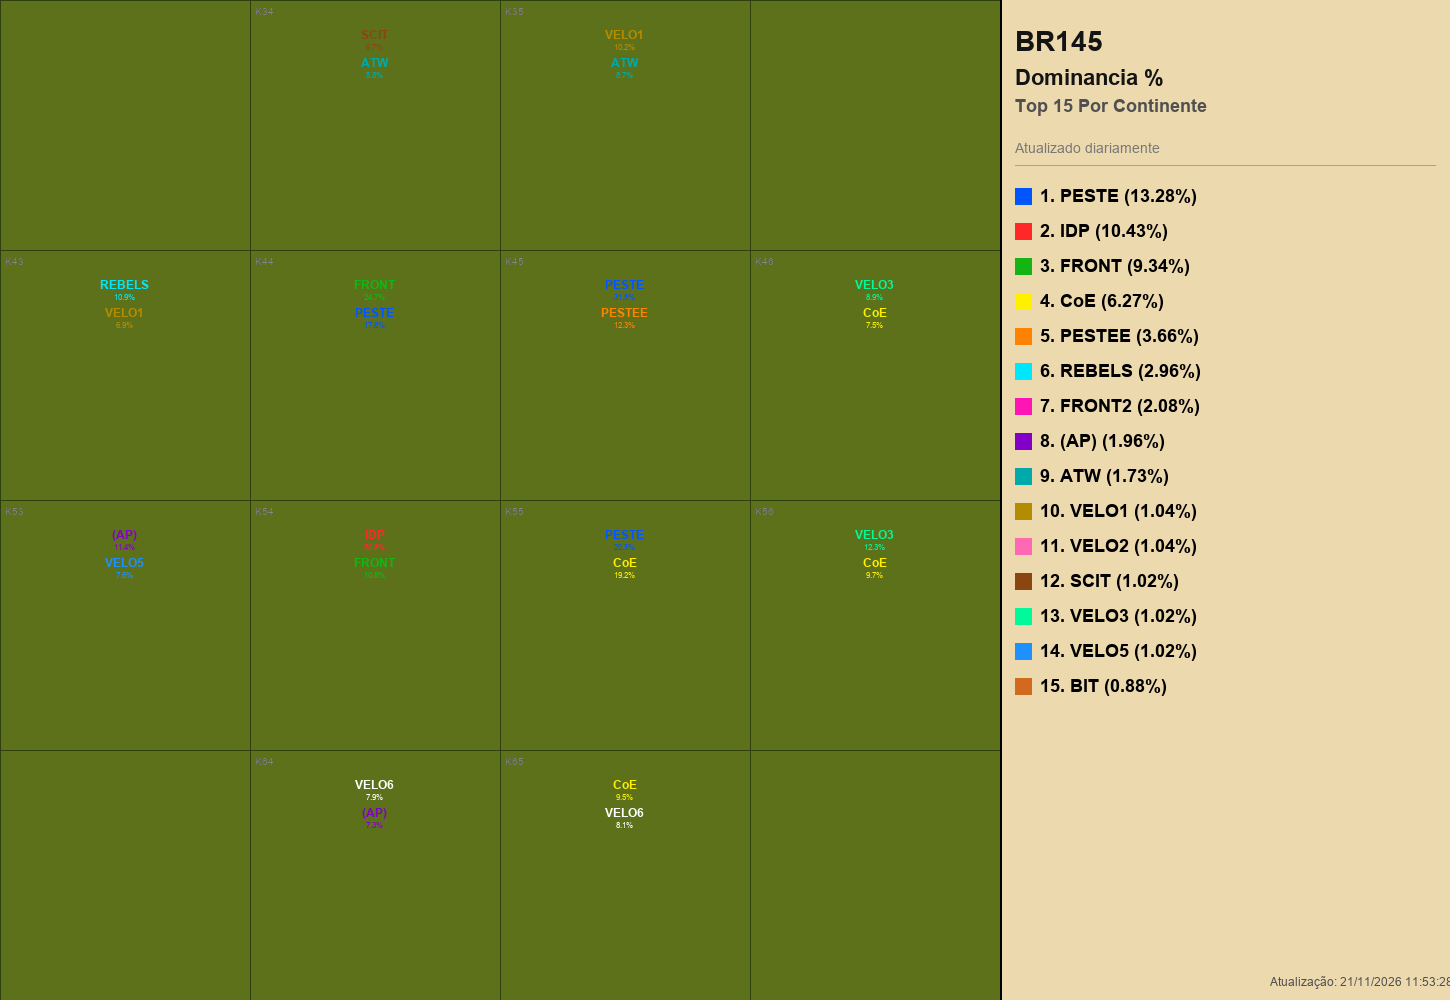 K34
SCIT
ATW
K35
VELO1
10.2%
ATW
K43
REBELS
10.9%
VELO1
6.9%
K44
FRONT
PESTE
K45
PESTE
PESTEE
12.3%
K46
VELO3
8.9%
CoE
7.5%
K53
(AP)
11.4%
VELO5
7.6%
K54
IDP
FRONT
K55
PESTE
CoE
19.2%
K56
VELO3
12.3%
CoE
9.7%
K64
VELO6
7.9%
(AP)
K65
CoE
9.5%
VELO6
8.1%
BR145
Dominancia %
Top 15 Por Continente
Atualizado diariamente
1. PESTE (13.28%)
2. IDP (10.43%)
3. FRONT (9.34%)
4. CoE (6.27%)
5. PESTEE (3.66%)
6. REBELS (2.96%)
7. FRONT2 (2.08%)
8. (AP) (1.96%)
9. ATW (1.73%)
10. VELO1 (1.04%)
11. VELO2 (1.04%)
12. SCIT (1.02%)
13. VELO3 (1.02%)
14. VELO5 (1.02%)
15. BIT (0.88%)
Atualização: 21/11/2026 11:53:28